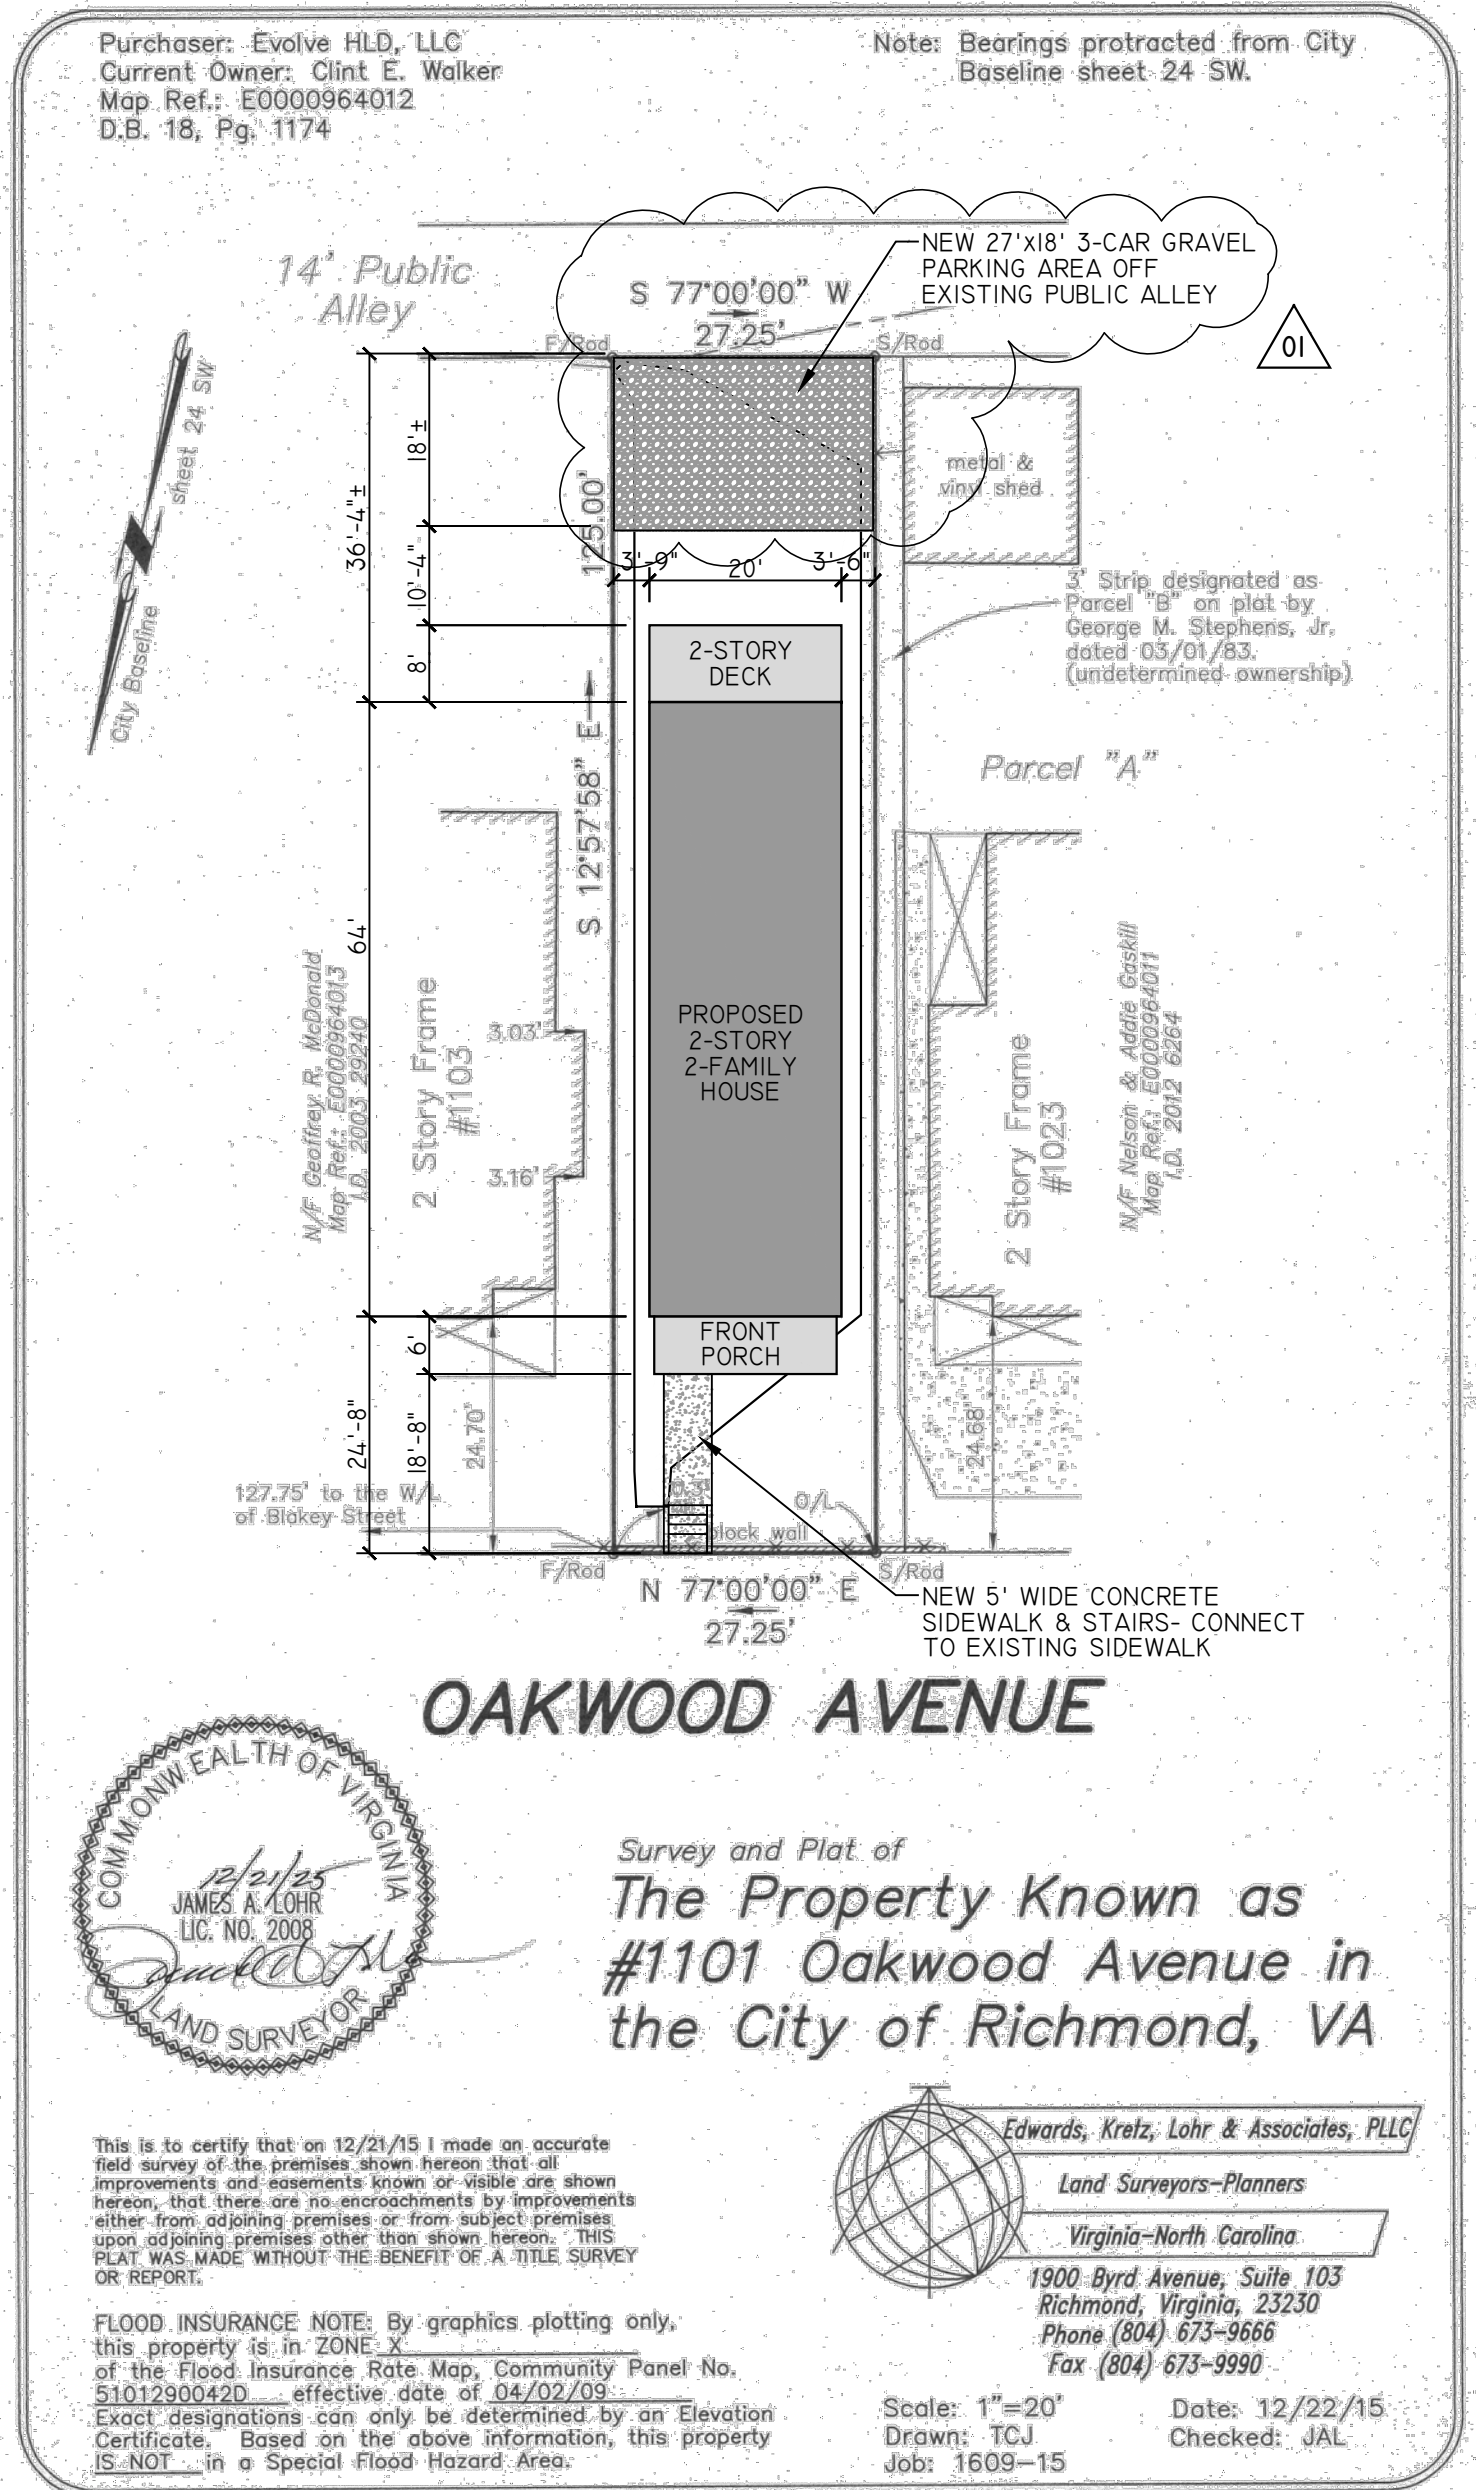 Purchaser: Evolve HLD, LLC
Current Owner: Clint E. Walker
Map Ref.: E0000964012
D.B. 18, Pg. 1174
Note: Bearings protracted from City
Baseline sheet 24 SW.
NEW 27'x18' 3-CAR GRAVEL
PARKING AREA OFF
EXISTING PUBLIC ALLEY
14' Public
Alley
S 77°00'00" W
27.25'
F/Rod
S/Rod
01
sheet 24 SW
City Baseline
18'±
36'-4"±
125.00'
metal &
vinyl shed
10'-4"
3'-9"
20'
3'-6"
3' Strip designated as
Parcel "B" on plat by
George M. Stephens, Jr.
dated 03/01/83.
(undetermined ownership)
8'
2-STORY
DECK
S 12°57'58" E
Parcel "A"
64'
N/F Geoffrey R. McDonald
Map Ref.: E0000964013
I.D. 2003 29240
2 Story Frame
#1103
3.03'
3.16'
PROPOSED
2-STORY
2-FAMILY
HOUSE
2 Story Frame
#1023
N/F Nelson & Addie Gaskill
Map Ref.: E0000964011
I.D. 2012 6264
6'
FRONT
PORCH
24'-8"
18'-8"
24.70'
24.68'
127.75' to the W/L
of Blakey Street
0.3'
O/L
block wall
F/Rod
S/Rod
N 77°00'00" E
27.25'
NEW 5' WIDE CONCRETE
SIDEWALK & STAIRS- CONNECT
TO EXISTING SIDEWALK
OAKWOOD AVENUE
COMMONWEALTH OF VIRGINIA
JAMES A. LOHR
LIC. NO. 2008
LAND SURVEYOR
Survey and Plat of
The Property Known as
#1101 Oakwood Avenue in
the City of Richmond, VA
This is to certify that on 12/21/15 I made an accurate
field survey of the premises shown hereon that all
improvements and easements known or visible are shown
hereon, that there are no encroachments by improvements
either from adjoining premises or from subject premises
upon adjoining premises other than shown hereon. THIS
PLAT WAS MADE WITHOUT THE BENEFIT OF A TITLE SURVEY
OR REPORT.
FLOOD INSURANCE NOTE: By graphics plotting only,
this property is in ZONE X
of the Flood Insurance Rate Map, Community Panel No.
5101290042D effective date of 04/02/09
Exact designations can only be determined by an Elevation
Certificate. Based on the above information, this property
IS NOT in a Special Flood Hazard Area.
Edwards, Kretz, Lohr & Associates, PLLC
Land Surveyors-Planners
Virginia-North Carolina
1900 Byrd Avenue, Suite 103
Richmond, Virginia, 23230
Phone (804) 673-9666
Fax (804) 673-9990
Scale: 1"=20'
Drawn: TCJ
Job: 1609-15
Date: 12/22/15
Checked: JAL